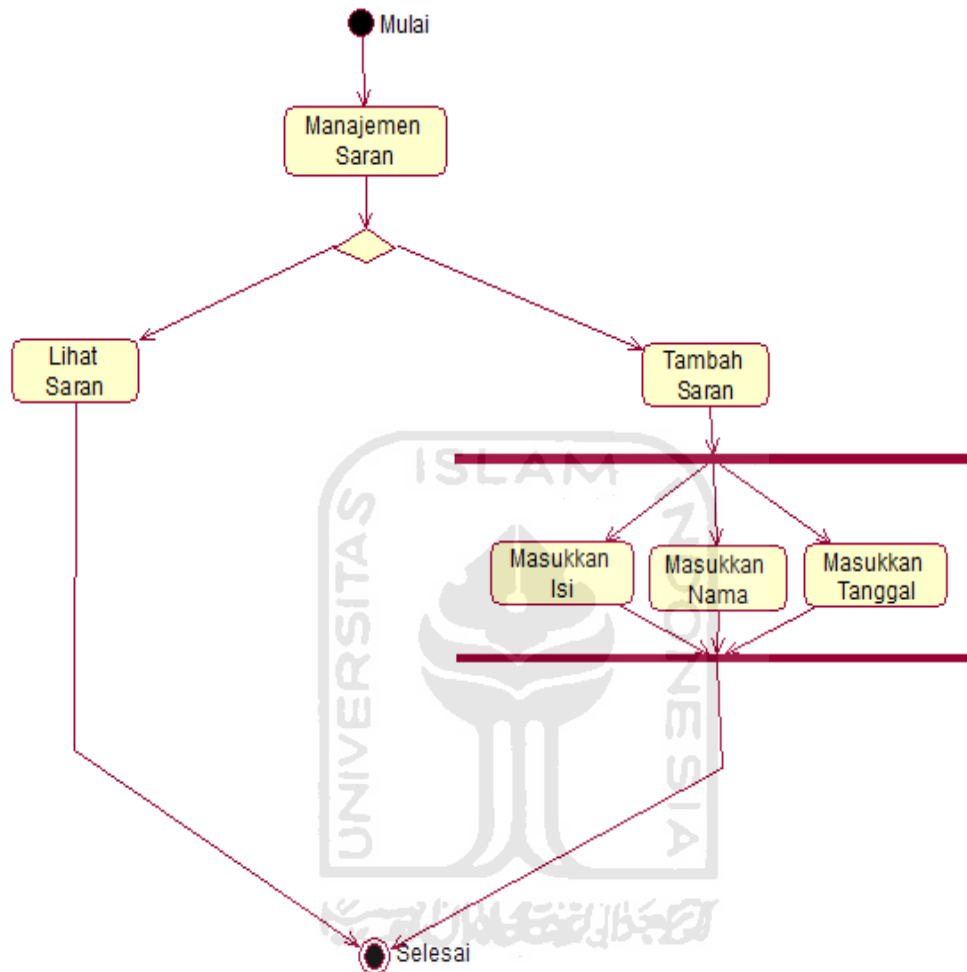 Mulai
Manajemen
Saran
Lihat
Saran
Tambah
Saran
ISLAM
UNIVERSITAS
INDONESIA
Masukkan
Isi
Masukkan
Nama
Masukkan
Tanggal
Selesai